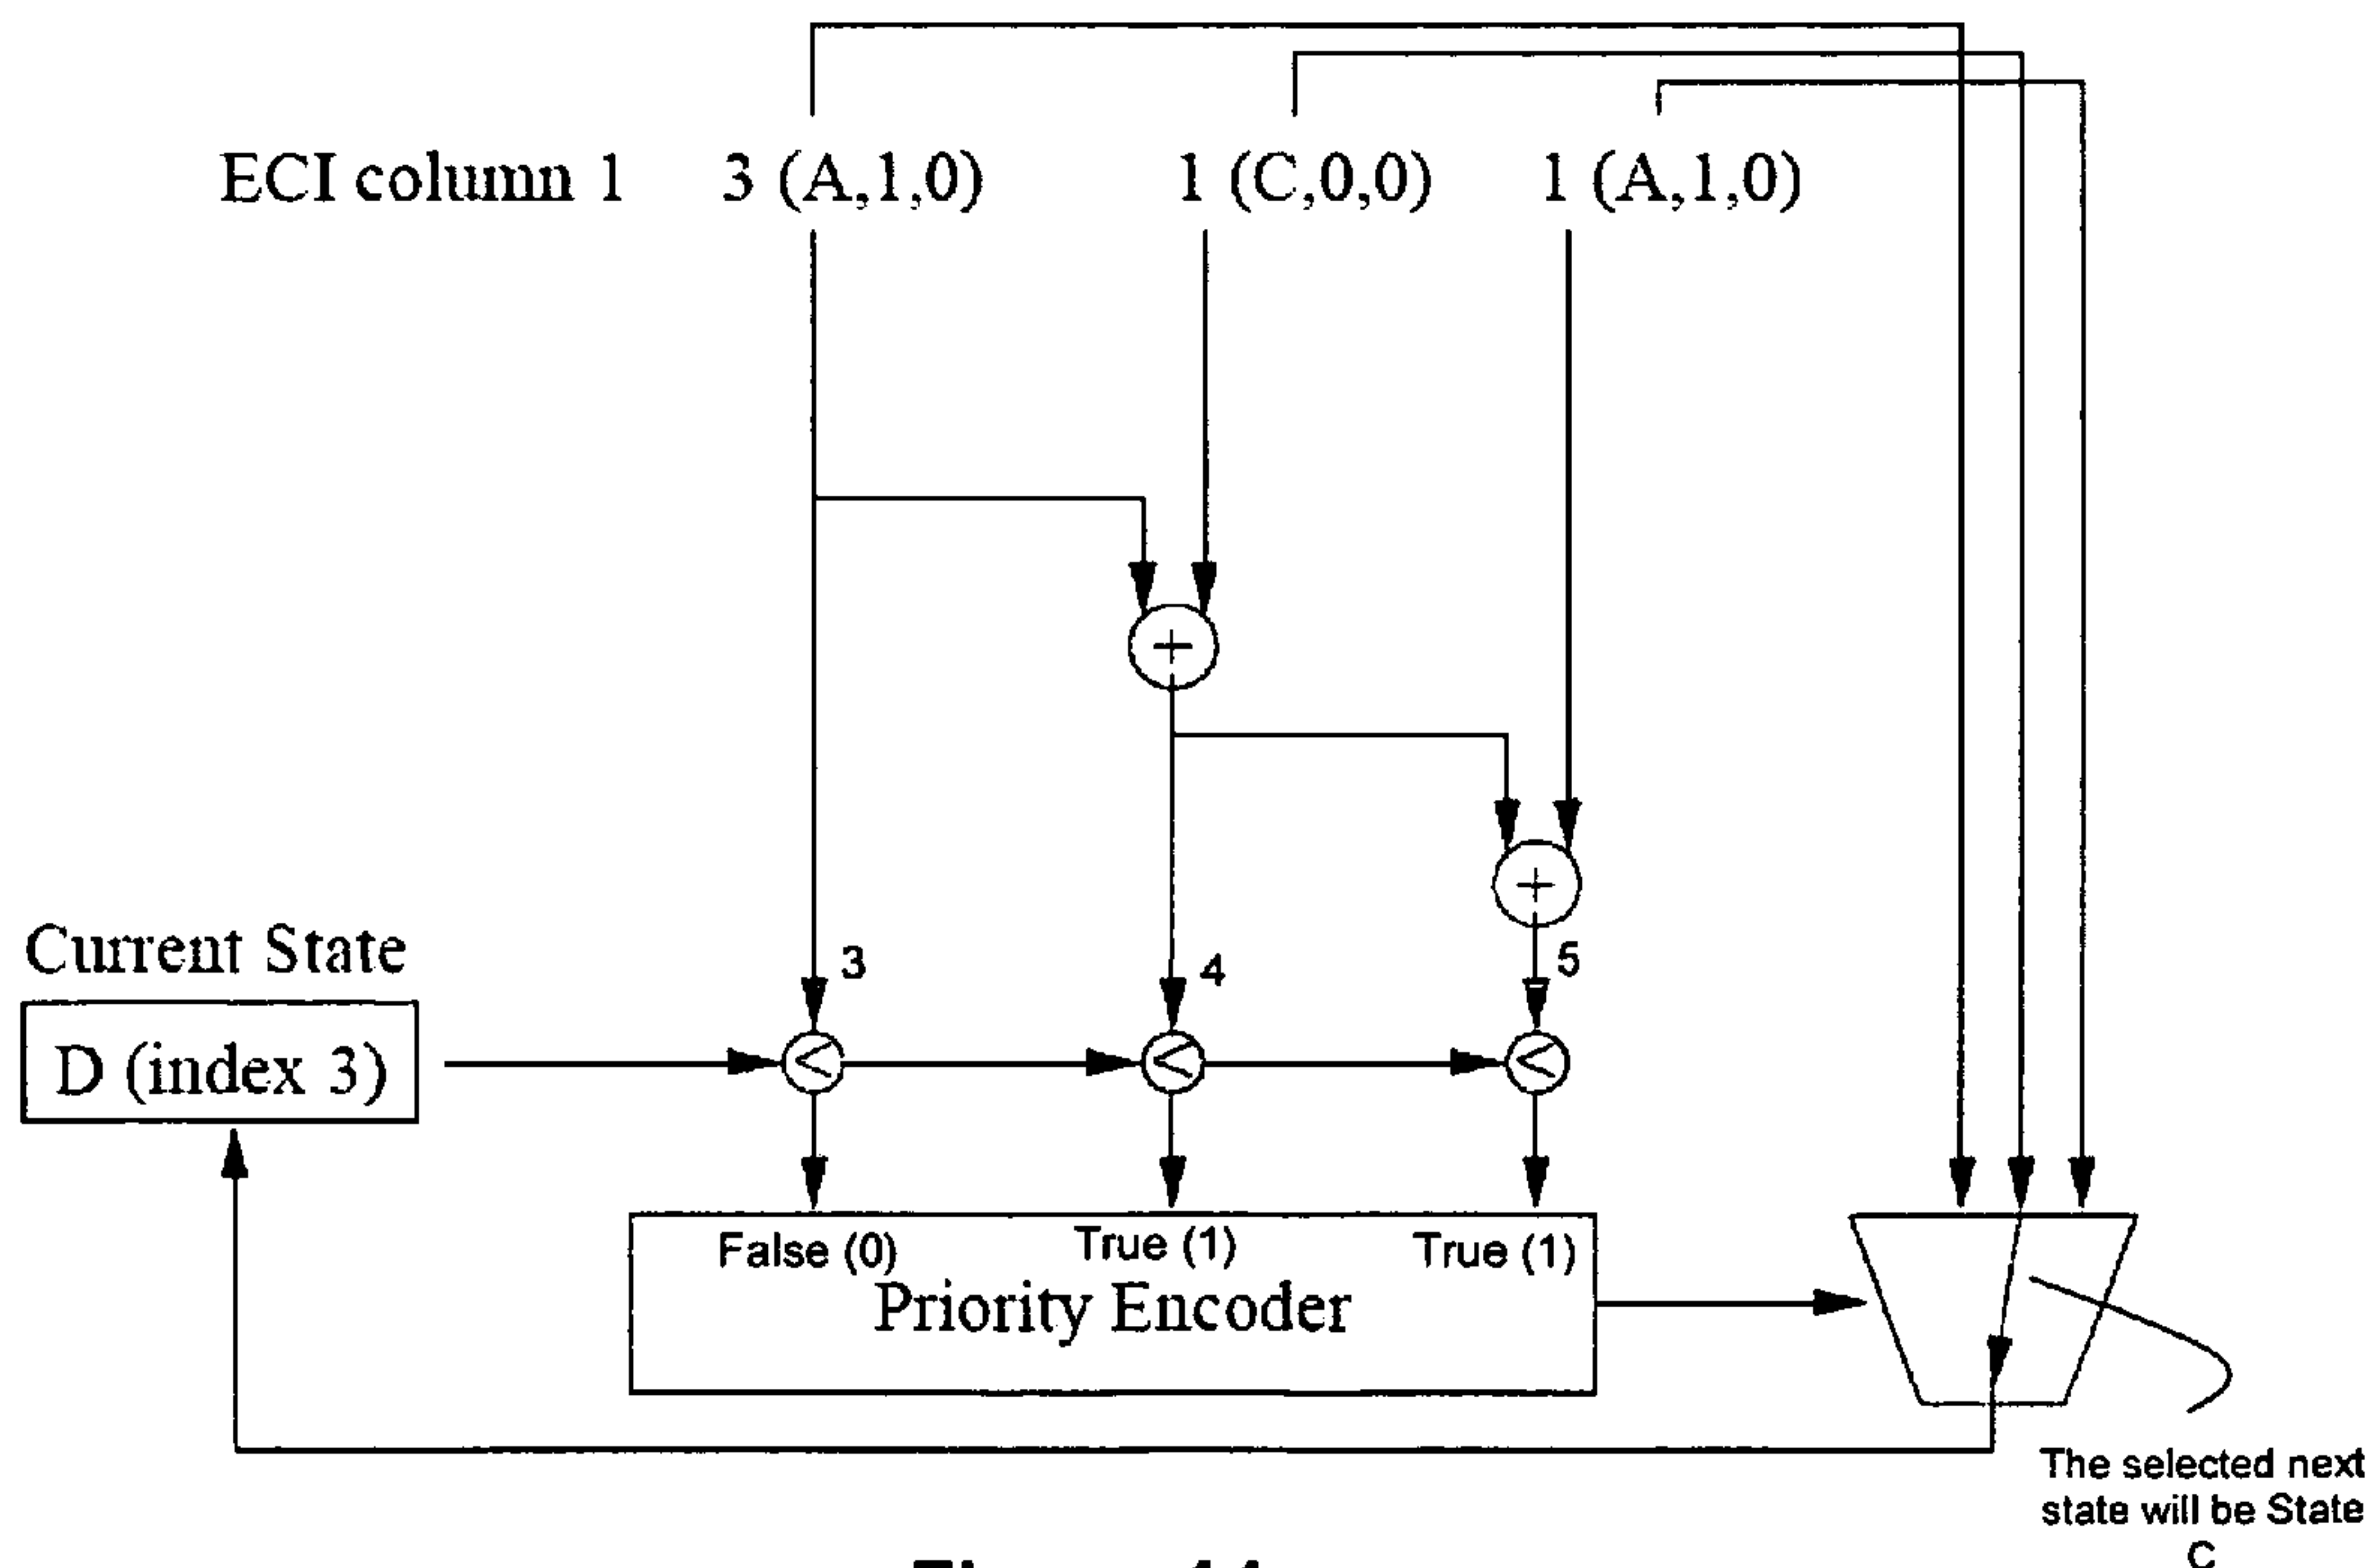 ECI column 1 3 (A,1,0) 1 (C,0,0) 1 (A,1,0)
+
+
Current State
3 4 5
D (index 3)
< < <
False (0) True (1) True (1)
Priority Encoder
The selected next
state will be State
C